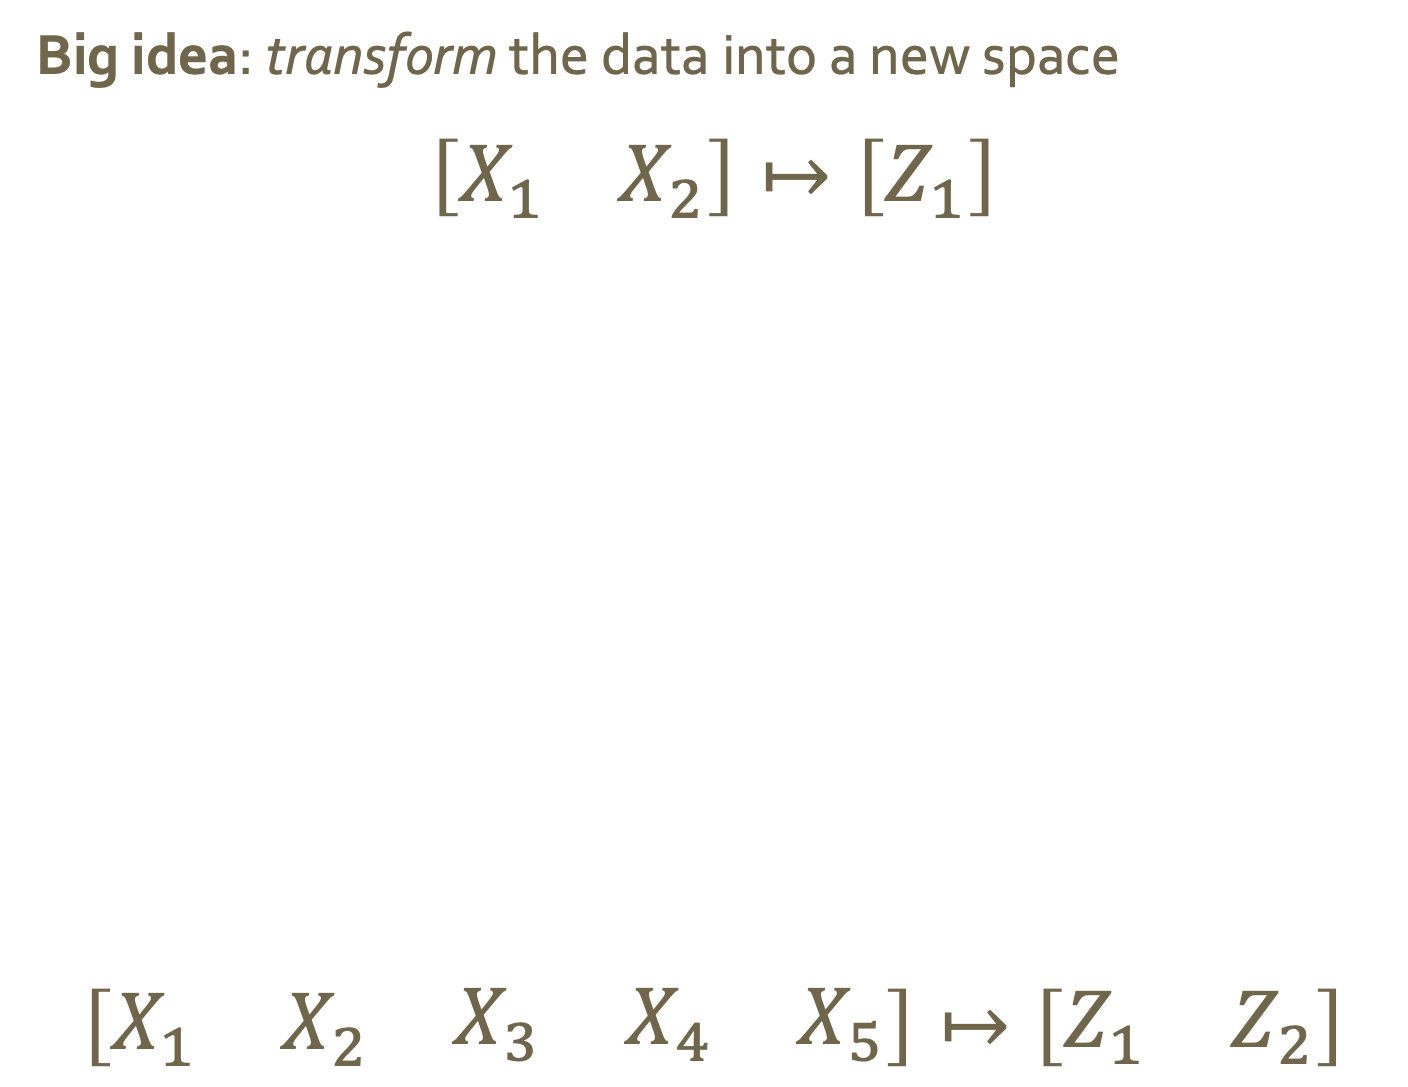 Big idea: transform the data into a new space
[X₁ X₂] ↦ [Z₁]
[X₁ X₂ X₃ X₄ X₅] ↦ [Z₁ Z₂]